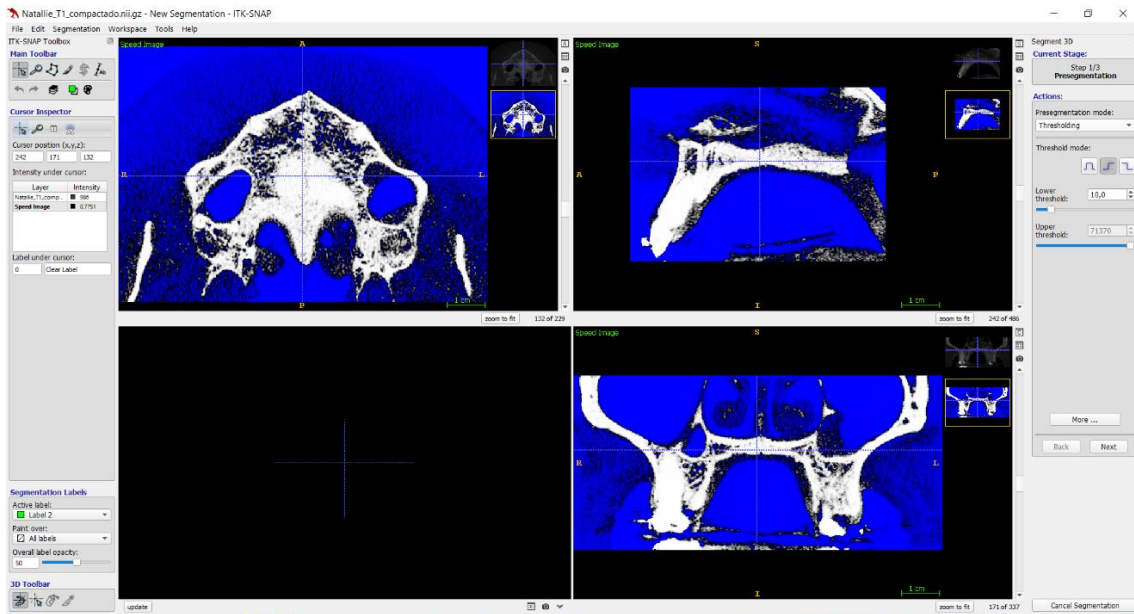 Natallie_T1_compactado.nii.gz - New Segmentation - ITK-SNAP
File Edit Segmentation Workspace Tools Help
ITK-SNAP Toolbox
Main Toolbar
Cursor Inspector
Cursor position (x,y,z):
242 171 132
Intensity under cursor:
Layer Intensity
Natallie_T1_comp... 986
Speed Image 0.7751
Label under cursor:
0 Clear Label
Segmentation Labels
Active label:
Label 2
Paint over:
All labels
Overall label opacity:
50
3D Toolbar
Speed Image
A
R
L
P
1 cm
zoom to fit 132 of 229
Speed Image
S
A
P
I
1 cm
zoom to fit 242 of 486
update
Speed Image
S
R
L
I
1 cm
zoom to fit 171 of 337
Segment 3D
Current Stage:
Step 1/3
Presegmentation
Actions:
Presegmentation mode:
Thresholding
Threshold mode:
Lower threshold: 10,0
Upper threshold: 71370
More ...
Back Next
Cancel Segmentation